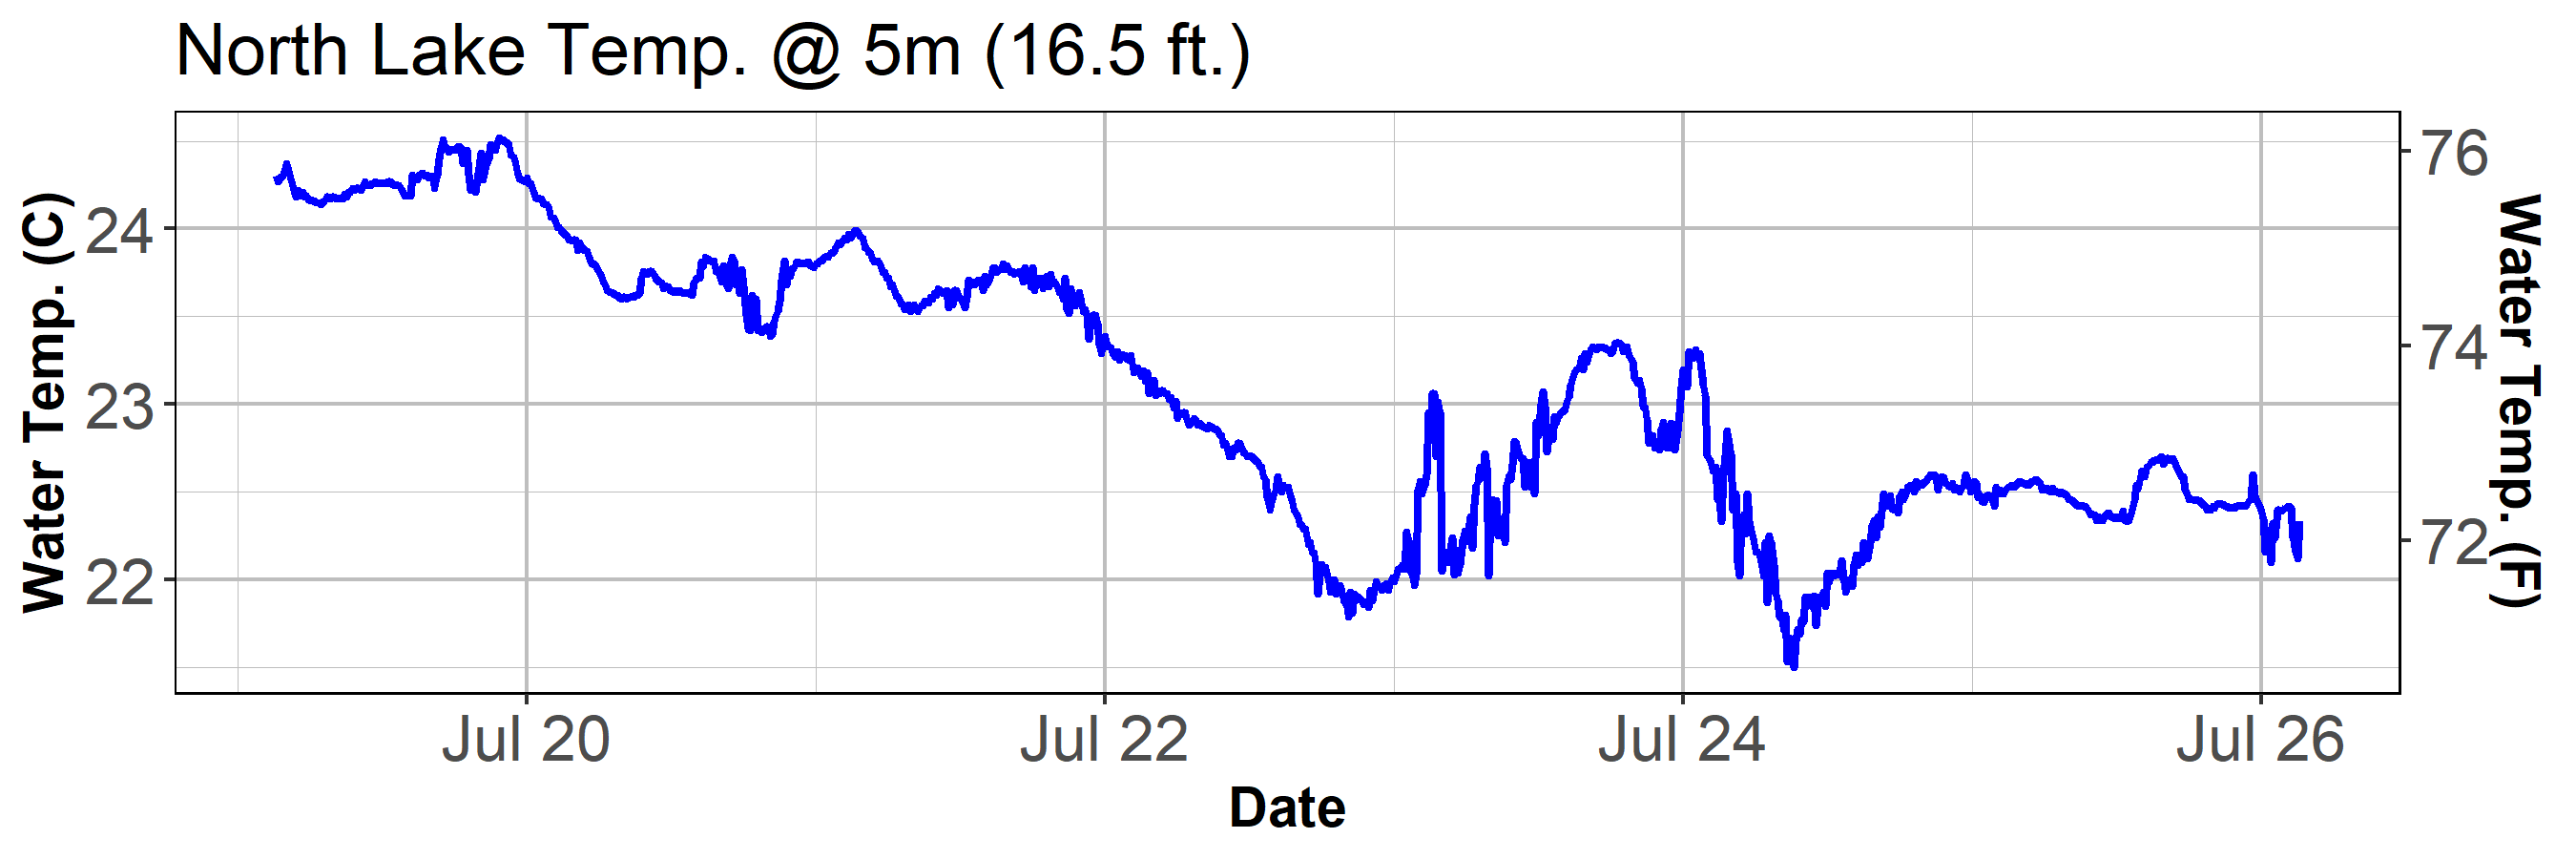 North Lake Temp. @ 5m (16.5 ft.)
Water Temp. (C)
24
23
22
76
74
72
Water Temp. (F)
Jul 20 Jul 22 Jul 24 Jul 26
Date